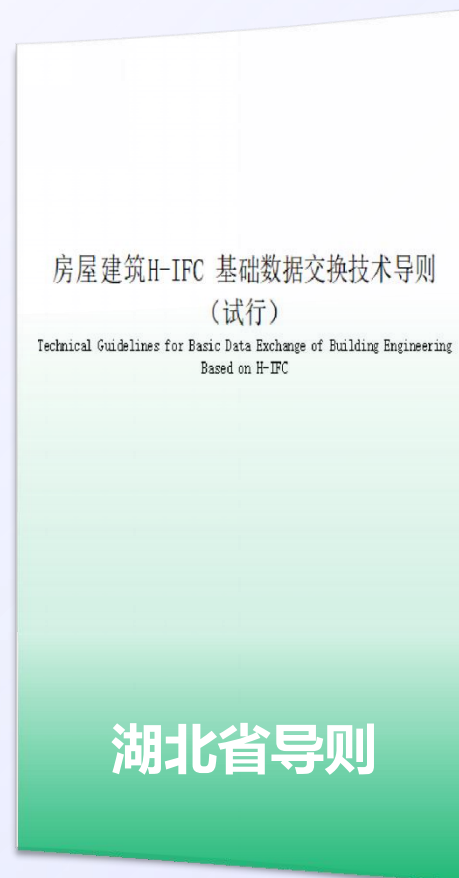 房屋建筑H-IFC 基础数据交换技术导则
（试行）
Technical Guidelines for Basic Data Exchange of Building Engineering
Based on H-IFC
湖北省导则